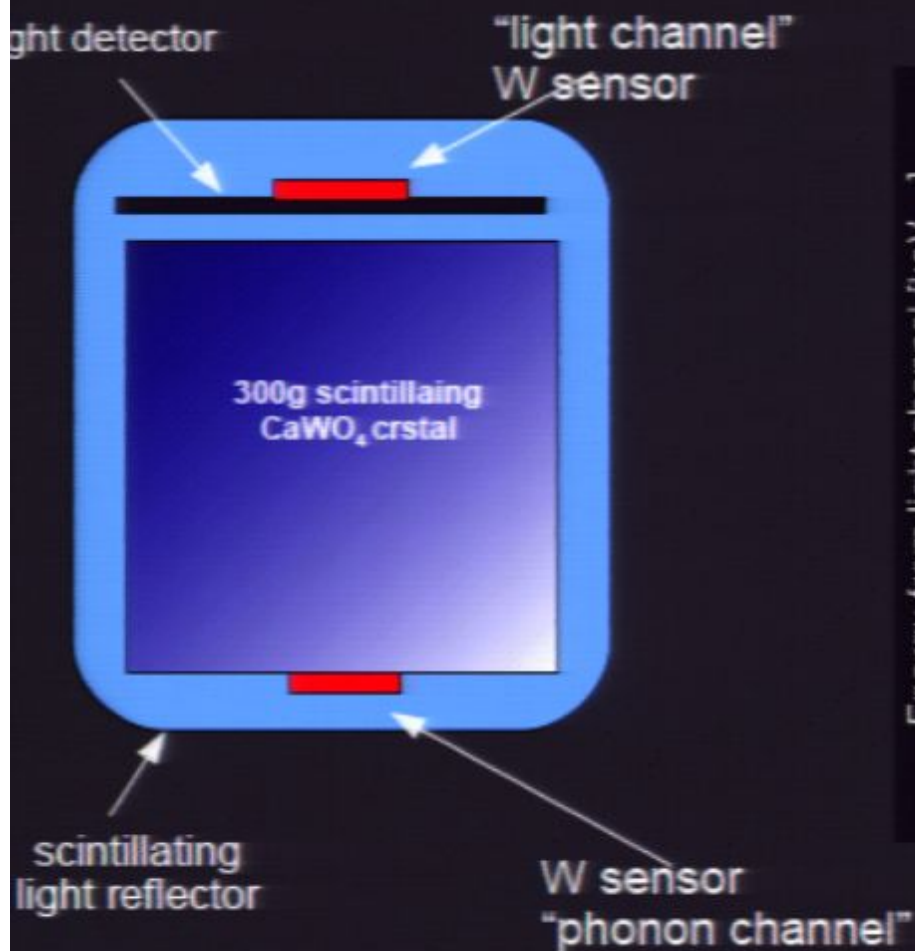 ght detector
“light channel”
W sensor
300g scintillaing
CaWO₄ crstal
scintillating
light reflector
W sensor
“phonon channel”